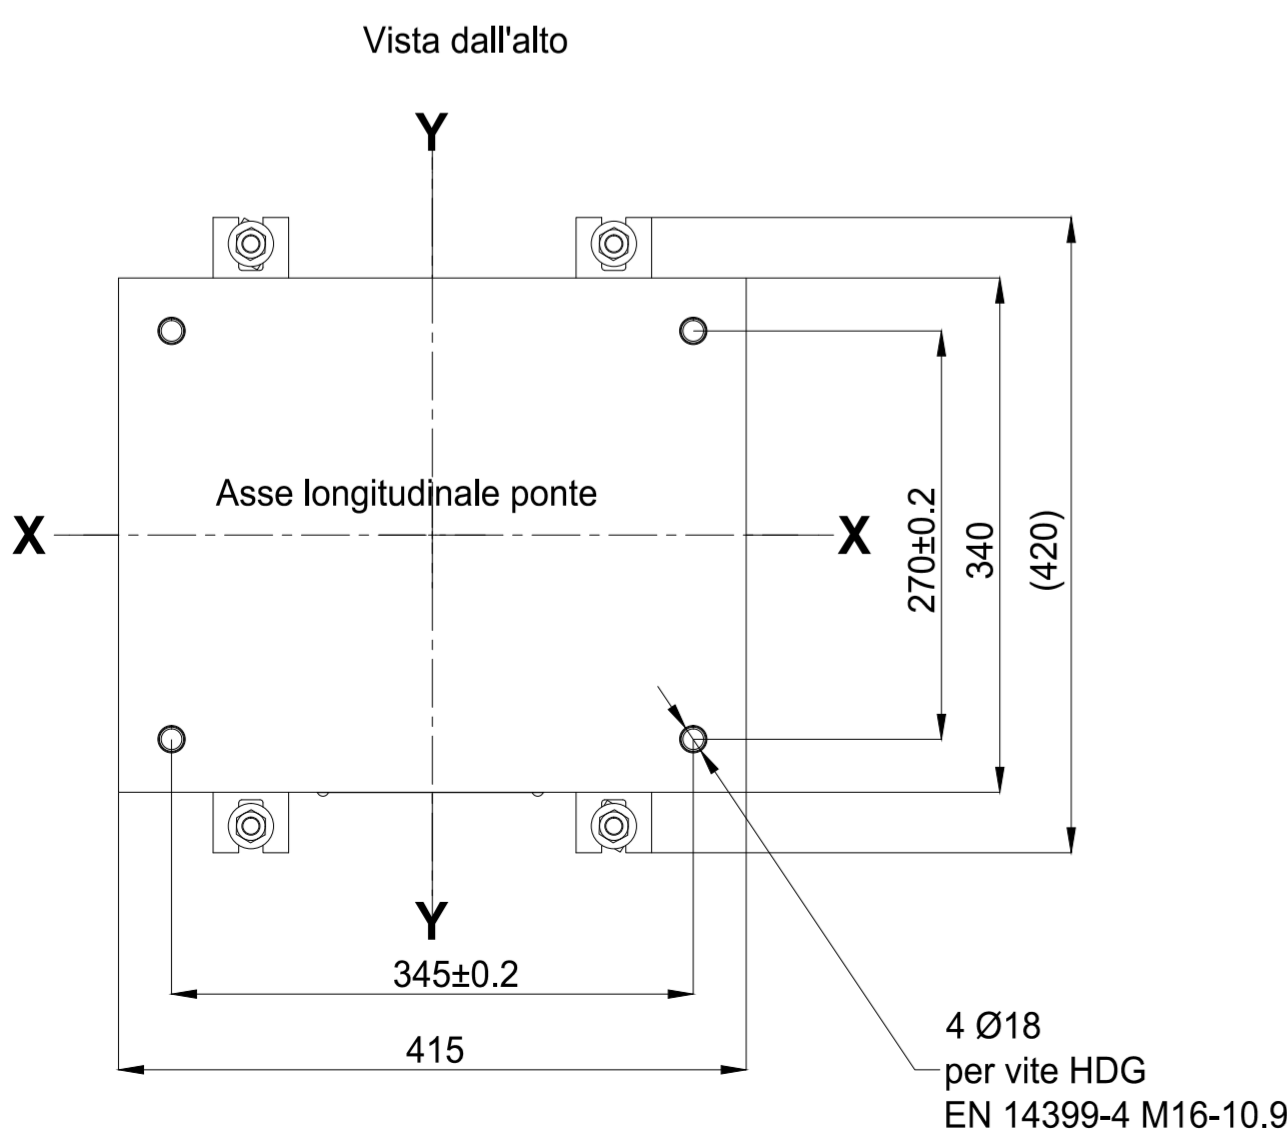 Vista dall'alto
Y
Asse longitudinale ponte
X
X
270±0.2
340
(420)
Y
345±0.2
415
4 Ø18
per vite HDG
EN 14399-4 M16-10.9